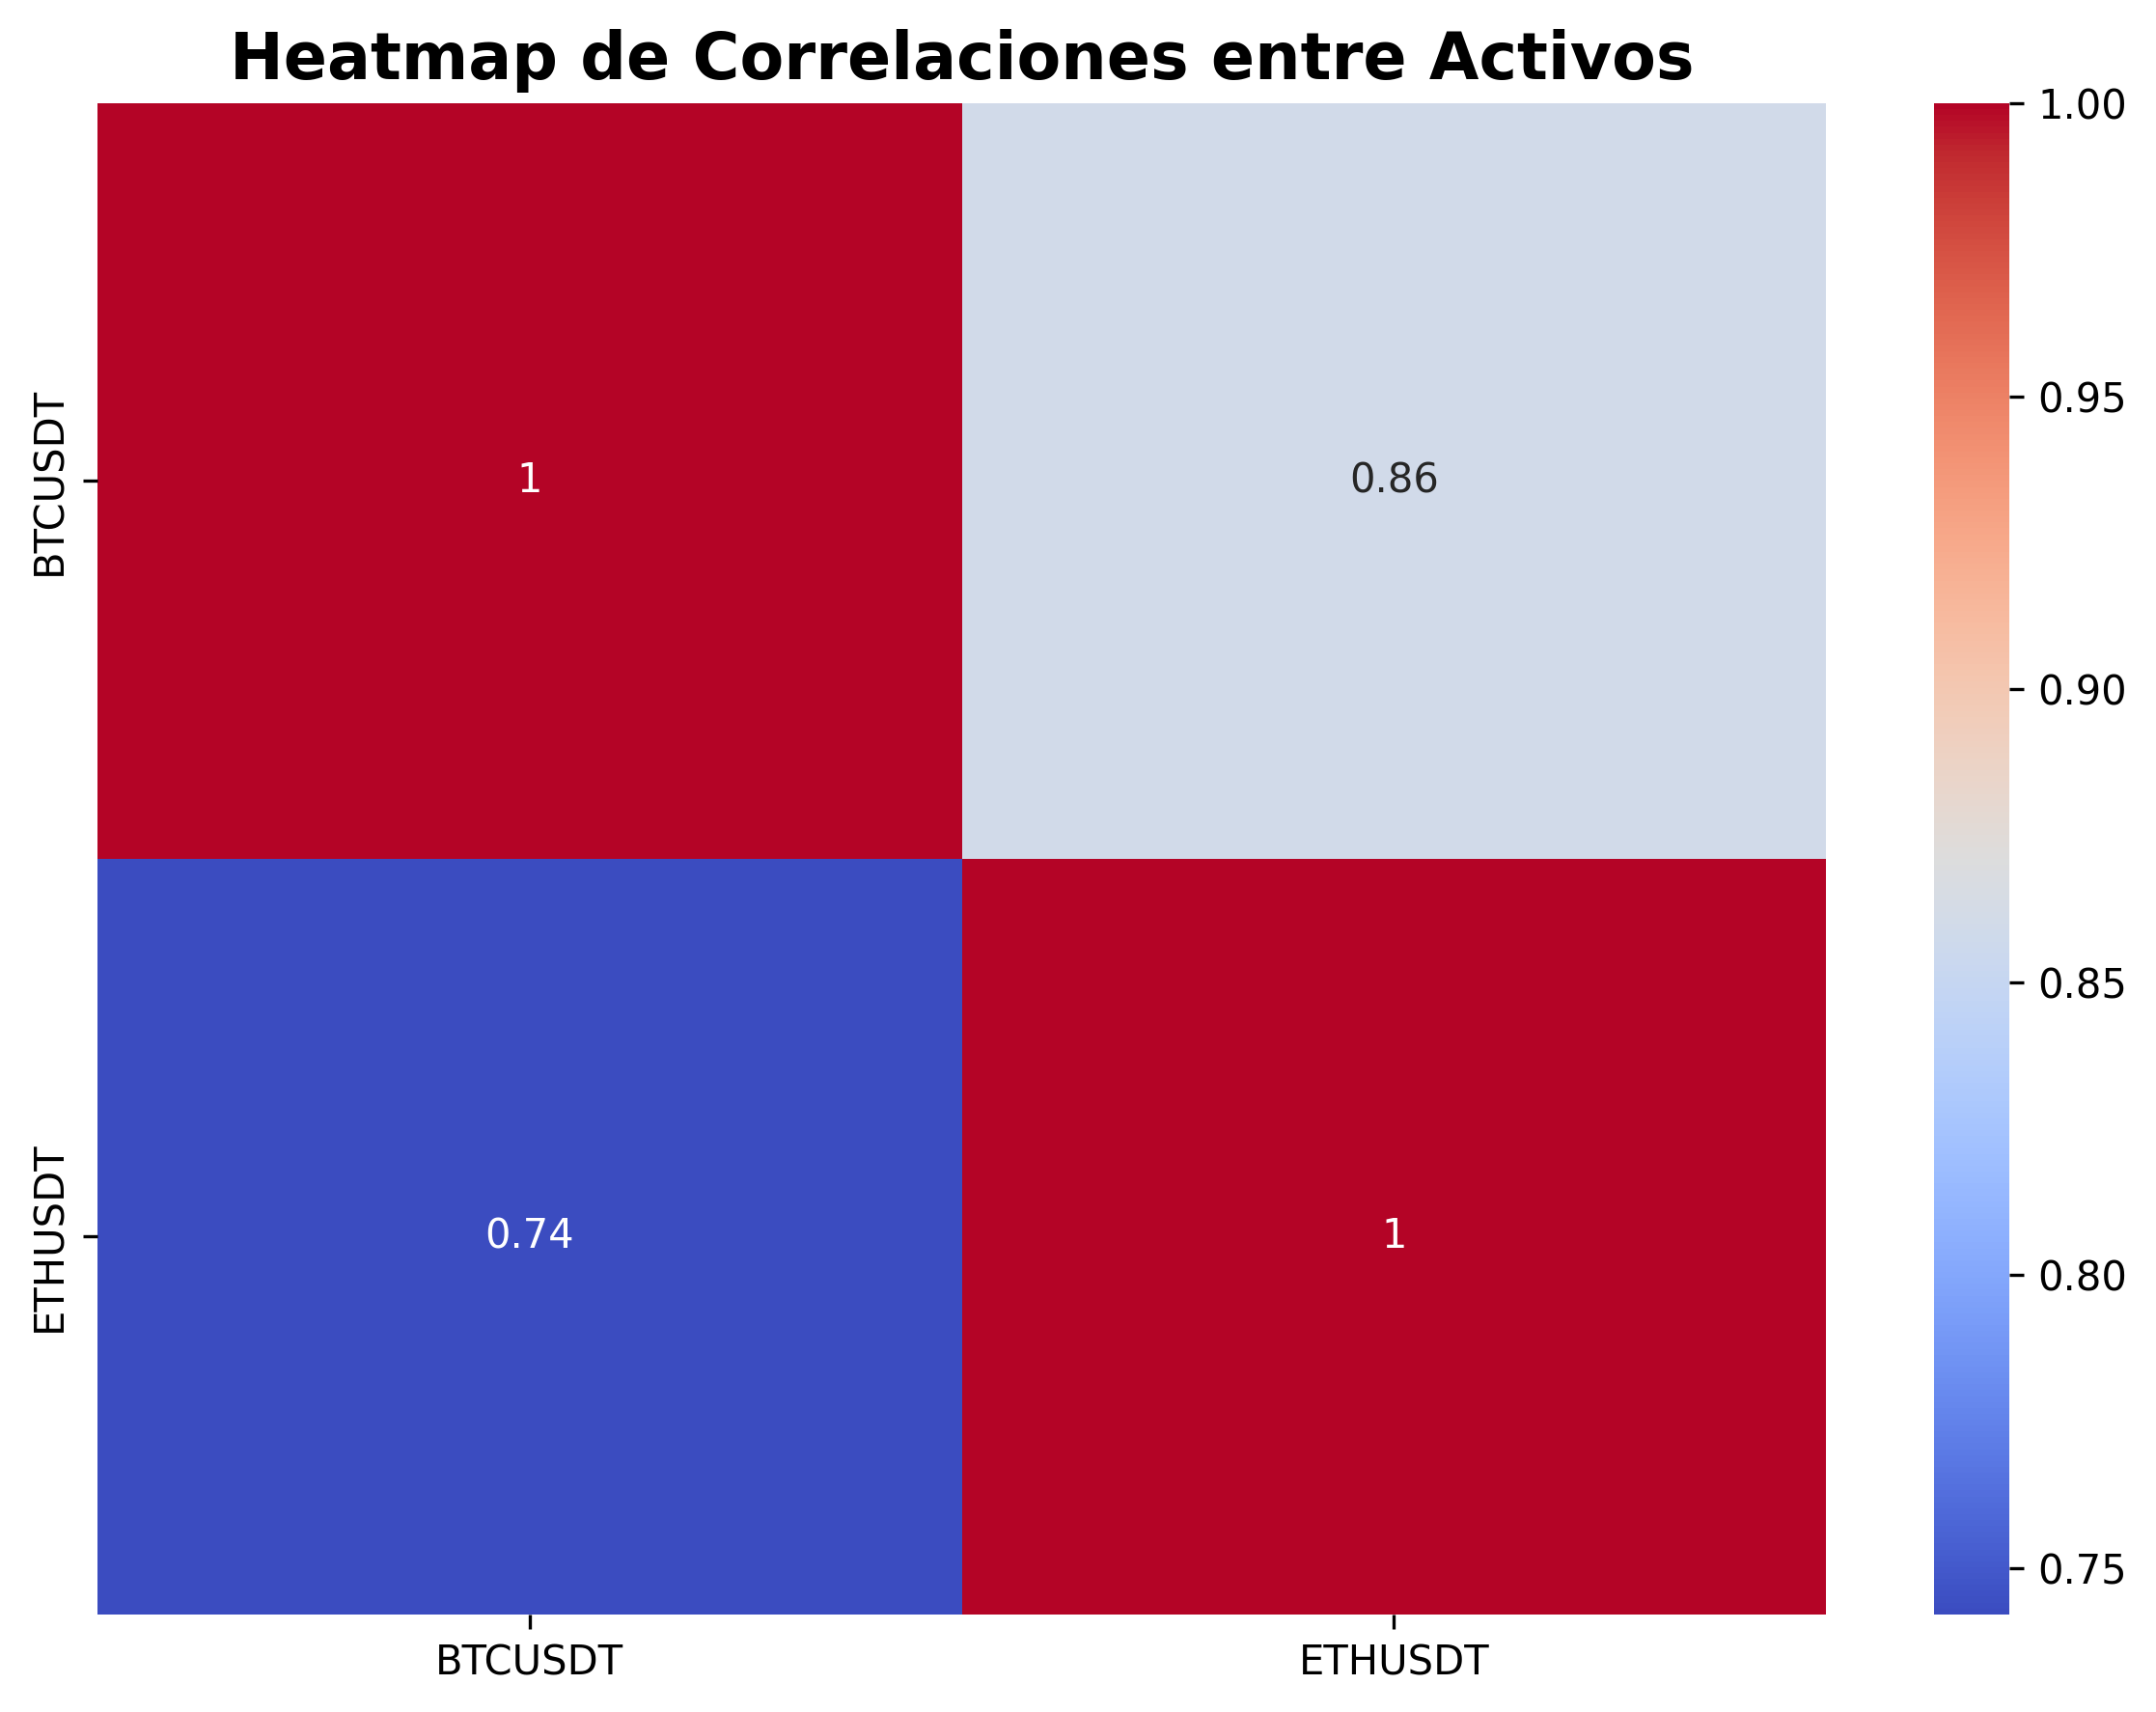 Heatmap de Correlaciones entre Activos
BTCUSDT
1
0.86
ETHUSDT
0.74
1
BTCUSDT
ETHUSDT
1.00
0.95
0.90
0.85
0.80
0.75